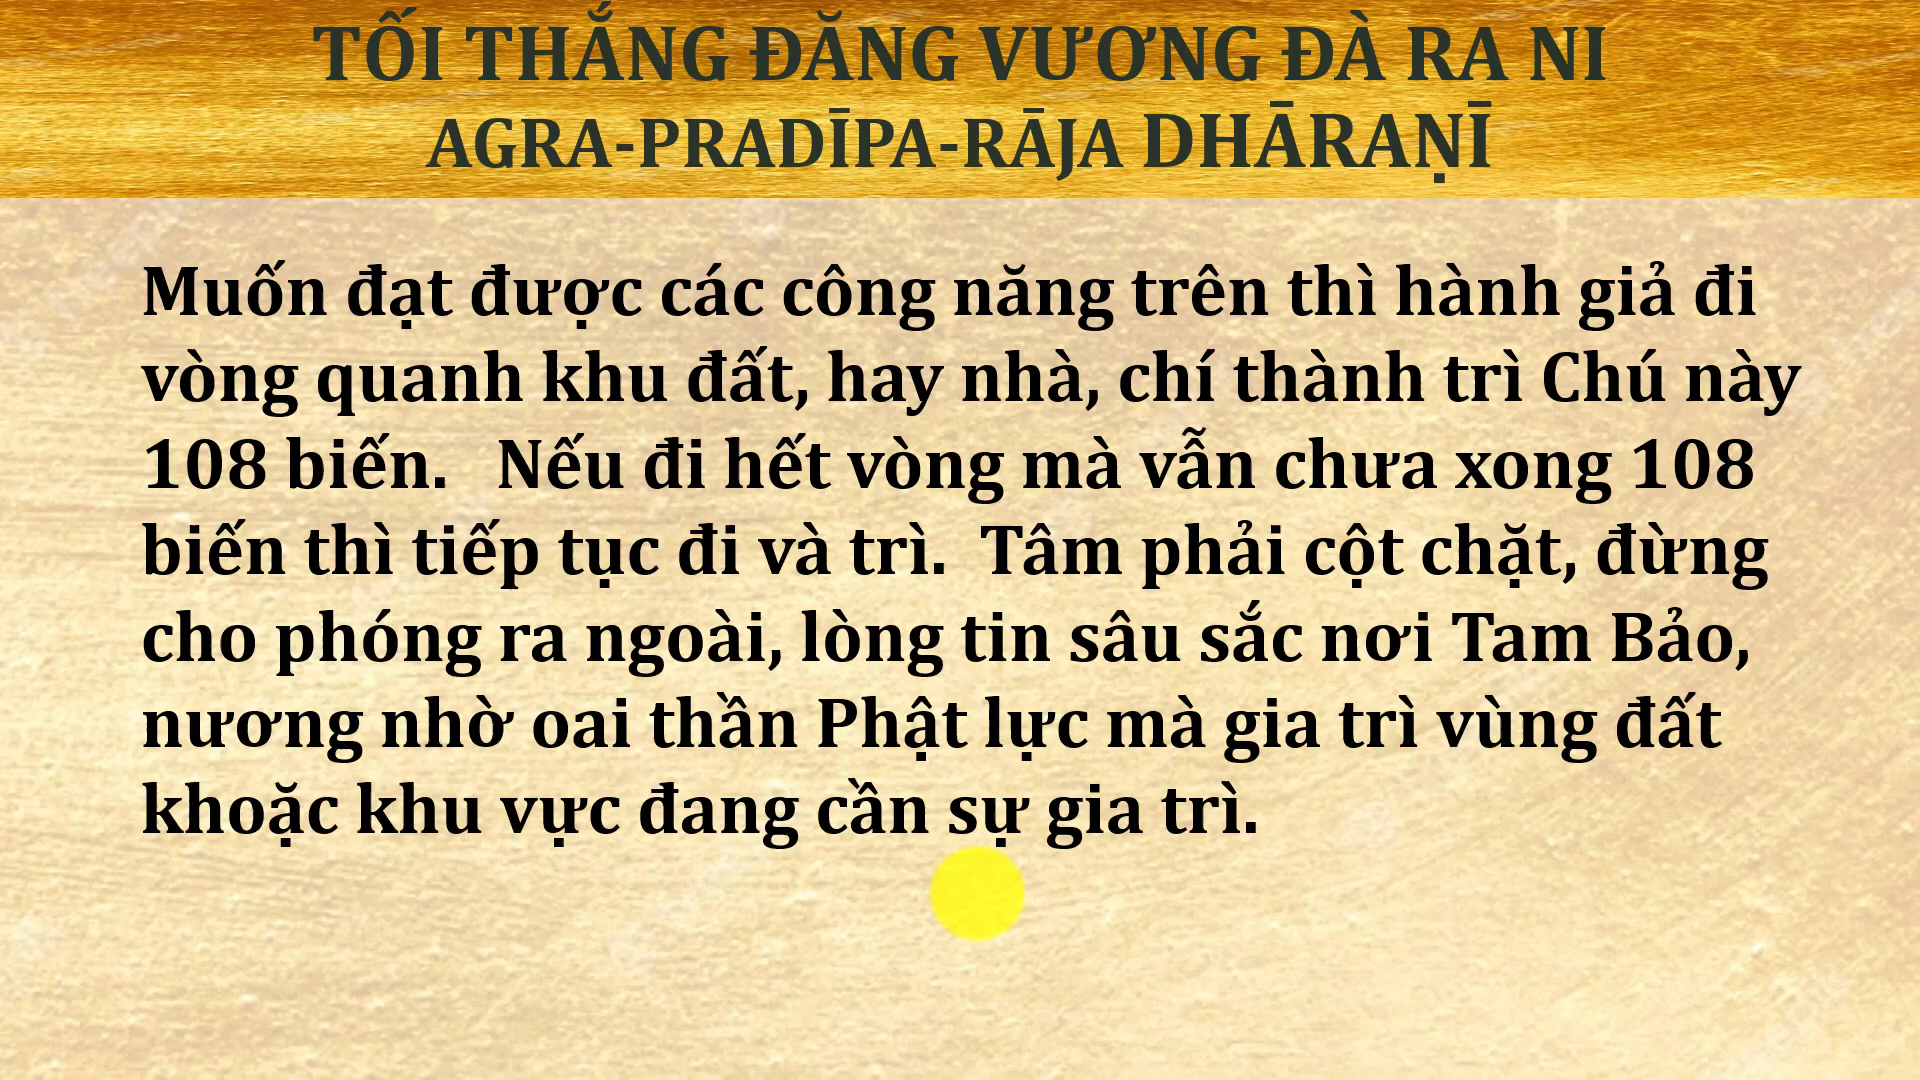 TỐI THẮNG ĐĂNG VƯƠNG ĐÀ RA NI
AGRA-PRADĪPA-RĀJA DHĀRAṆĪ
Muốn đạt được các công năng trên thì hành giả đi
vòng quanh khu đất, hay nhà, chí thành trì Chú này
108 biến.   Nếu đi hết vòng mà vẫn chưa xong 108
biến thì tiếp tục đi và trì.  Tâm phải cột chặt, đừng
cho phóng ra ngoài, lòng tin sâu sắc nơi Tam Bảo,
nương nhờ oai thần Phật lực mà gia trì vùng đất
khoặc khu vực đang cần sự gia trì.